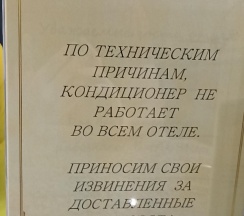 ПО ТЕХНИЧЕСКИМ
ПРИЧИНАМ,
КОНДИЦИОНЕР НЕ
РАБОТАЕТ
ВО ВСЕМ ОТЕЛЕ.
ПРИНОСИМ СВОИ
ИЗВИНЕНИЯ ЗА
ДОСТАВЛЕННЫЕ